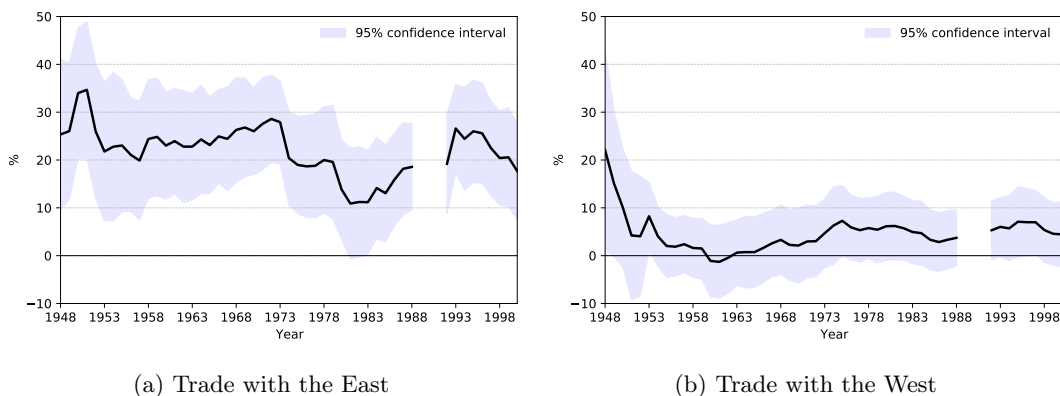 50
40
30
20
10
0
−10
%
95% confidence interval
1948 1953 1958 1963 1968 1973 1978 1983 1988 1993 1998
Year
(a) Trade with the East
50
40
30
20
10
0
−10
%
95% confidence interval
1948 1953 1958 1963 1968 1973 1978 1983 1988 1993 1998
Year
(b) Trade with the West